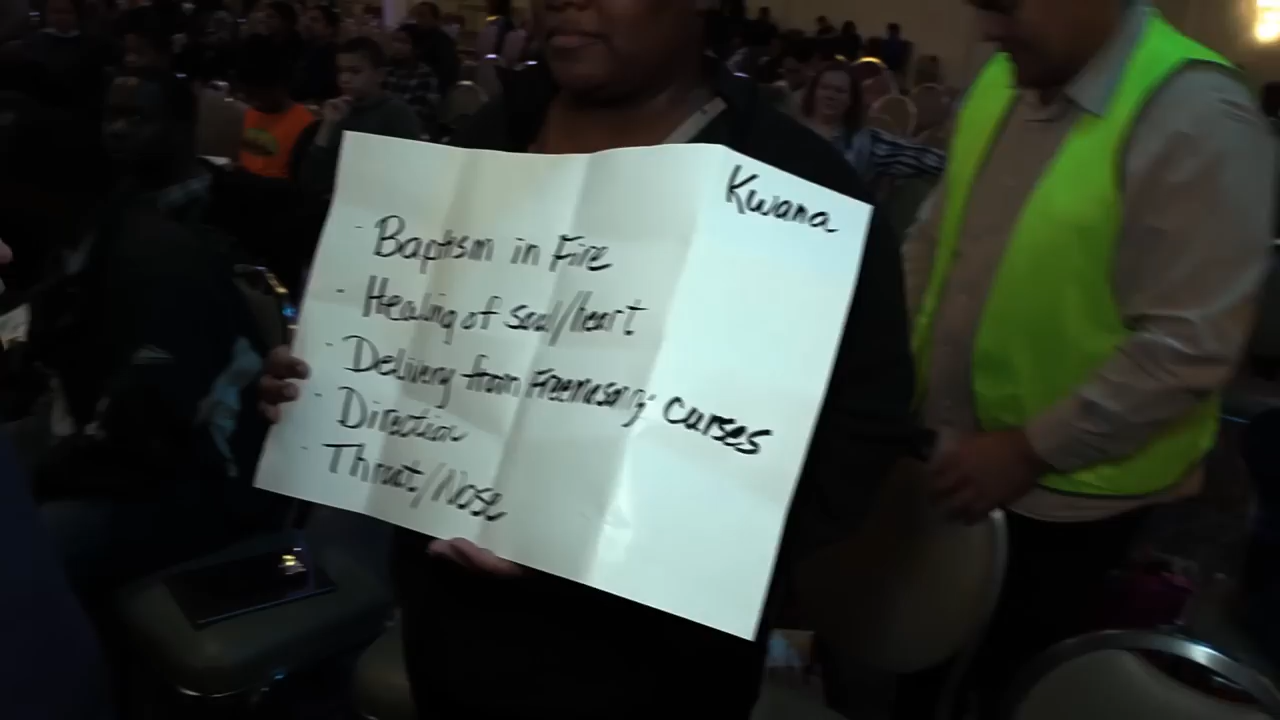 Kwana
- Baptism in Fire
- Healing of soul/heart
- Delivery from Freemasonry curses
- Direction
- Throat/Nose